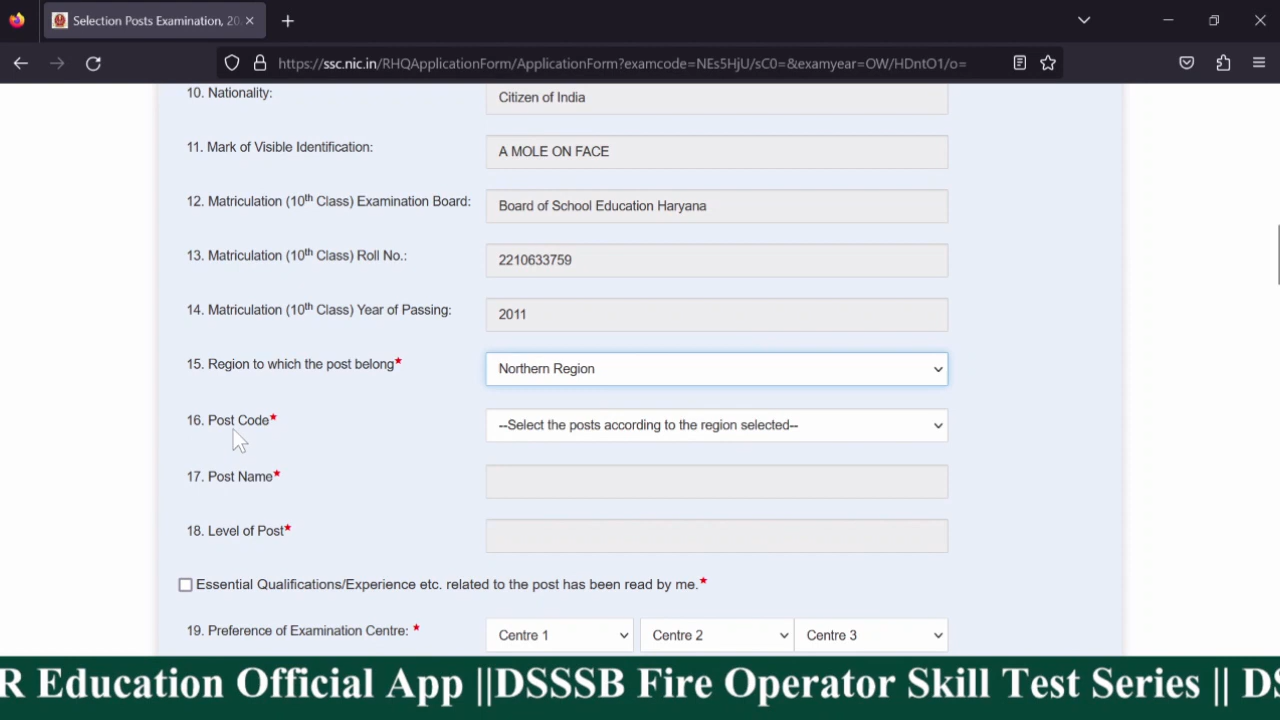 Selection Posts Examination, 20
https://ssc.nic.in/RHQApplicationForm/ApplicationForm?examcode=NEs5HjU/sC0=&examyear=OW/HDntO1/o=
10. Nationality: Citizen of India
11. Mark of Visible Identification: A MOLE ON FACE
12. Matriculation (10th Class) Examination Board: Board of School Education Haryana
13. Matriculation (10th Class) Roll No.: 2210633759
14. Matriculation (10th Class) Year of Passing: 2011
15. Region to which the post belong* Northern Region
16. Post Code* --Select the posts according to the region selected--
17. Post Name*
18. Level of Post*
Essential Qualifications/Experience etc. related to the post has been read by me.*
19. Preference of Examination Centre: * Centre 1 Centre 2 Centre 3
R Education Official App ||DSSSB Fire Operator Skill Test Series || DS